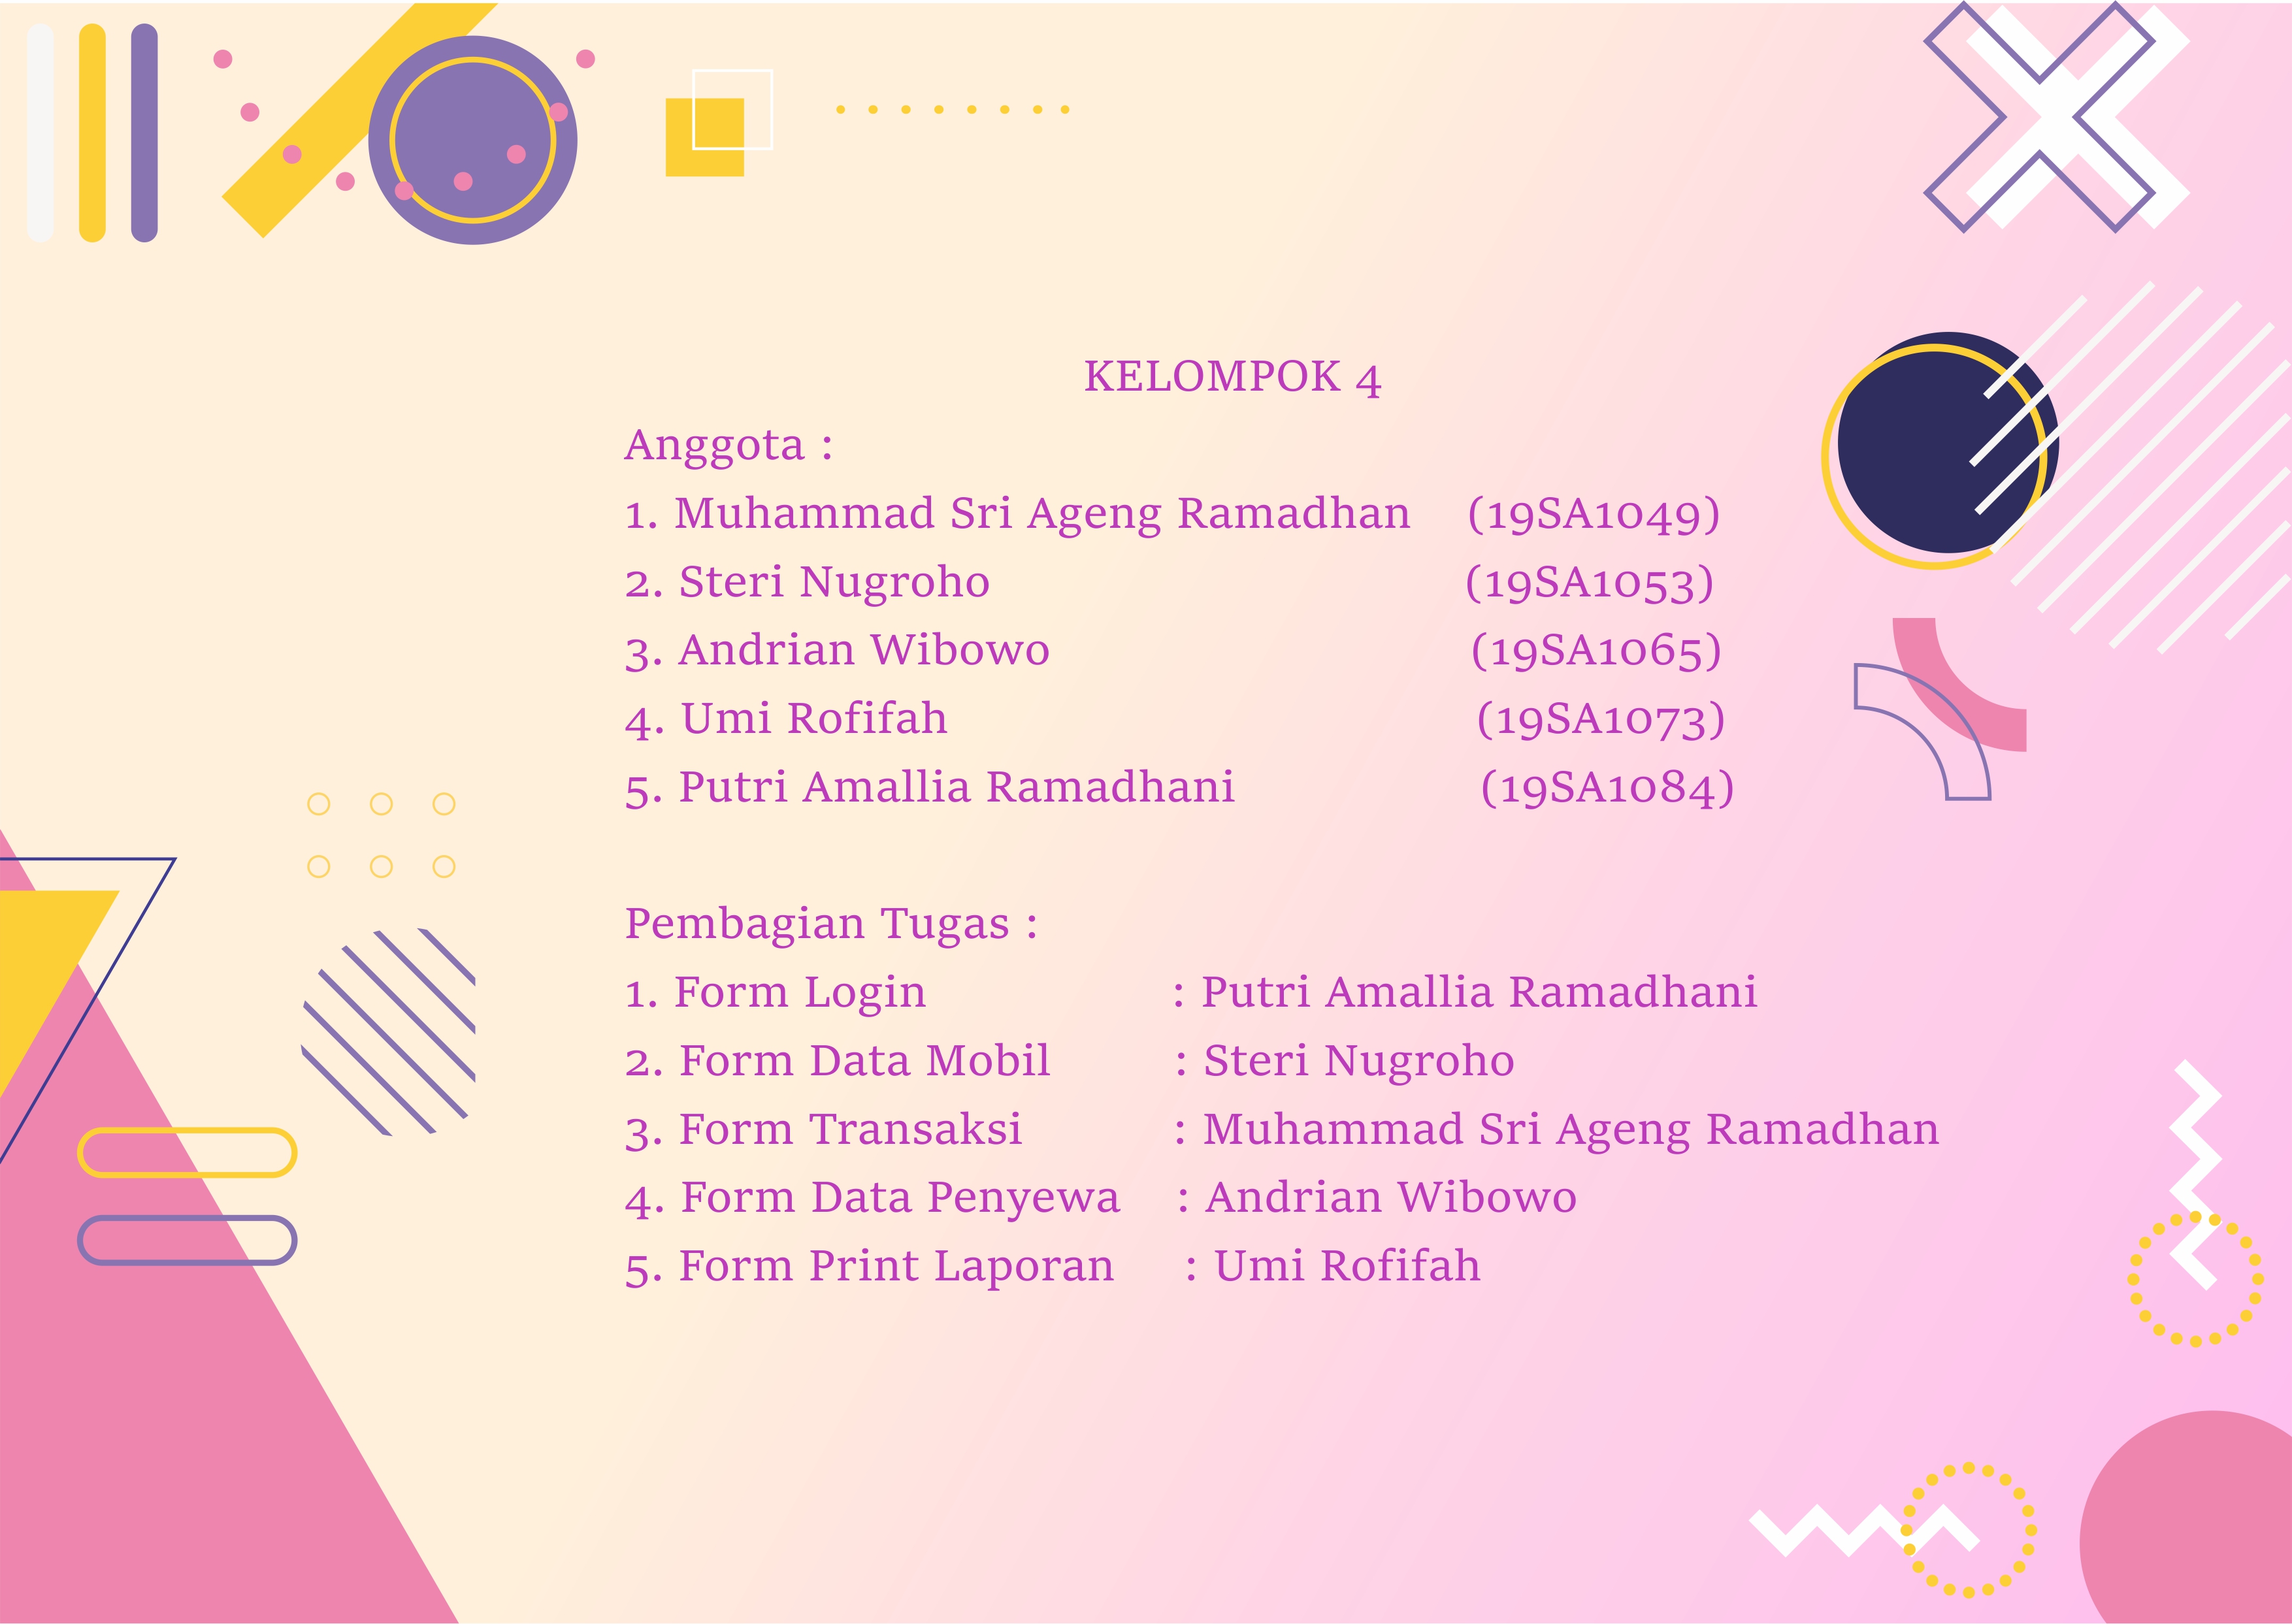 KELOMPOK 4
Anggota :
1. Muhammad Sri Ageng Ramadhan (19SA1049)
2. Steri Nugroho (19SA1053)
3. Andrian Wibowo (19SA1065)
4. Umi Rofifah (19SA1073)
5. Putri Amallia Ramadhani (19SA1084)
Pembagian Tugas :
1. Form Login : Putri Amallia Ramadhani
2. Form Data Mobil : Steri Nugroho
3. Form Transaksi : Muhammad Sri Ageng Ramadhan
4. Form Data Penyewa : Andrian Wibowo
5. Form Print Laporan : Umi Rofifah